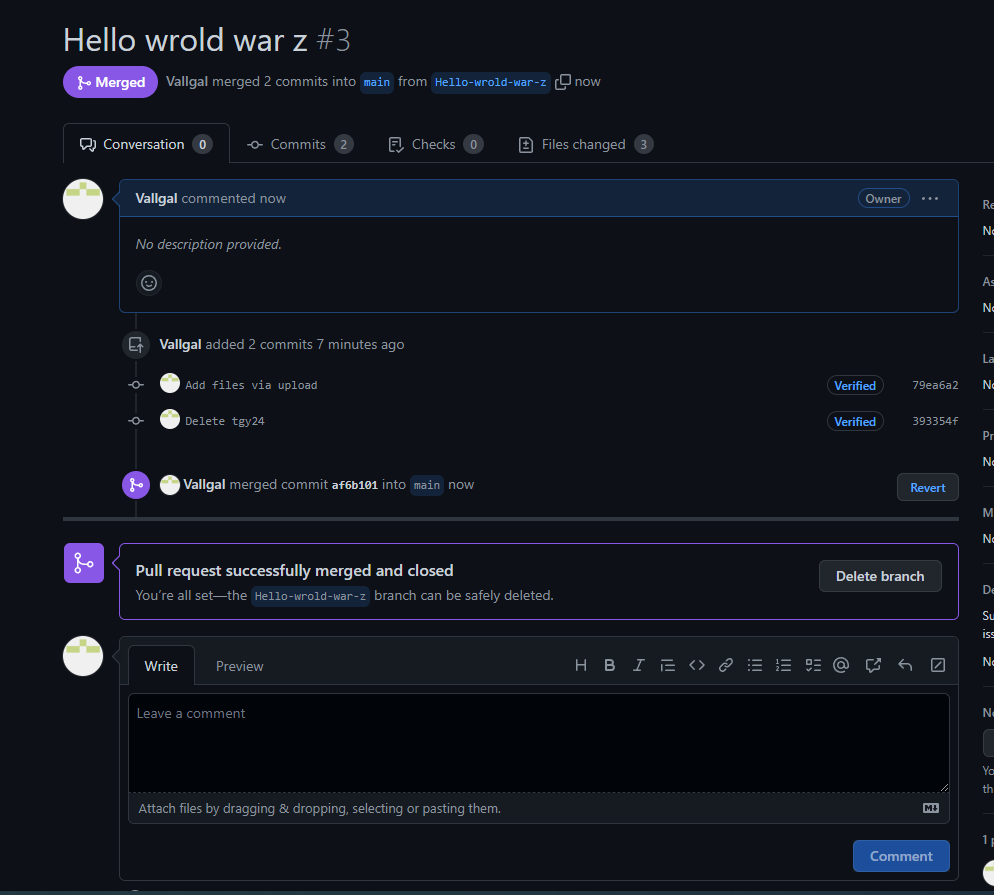 Hello wrold war z #3
Merged Vallgal merged 2 commits into main from Hello-wrold-war-z now
Conversation 0 Commits 2 Checks 0 Files changed 3
Vallgal commented now Owner
No description provided.
Vallgal added 2 commits 7 minutes ago
Add files via upload Verified 79ea6a2
Delete tgy24 Verified 393354f
Vallgal merged commit af6b101 into main now Revert
Pull request successfully merged and closed
You're all set—the Hello-wrold-war-z branch can be safely deleted.
Delete branch
Write Preview
Leave a comment
Attach files by dragging & dropping, selecting or pasting them.
Comment